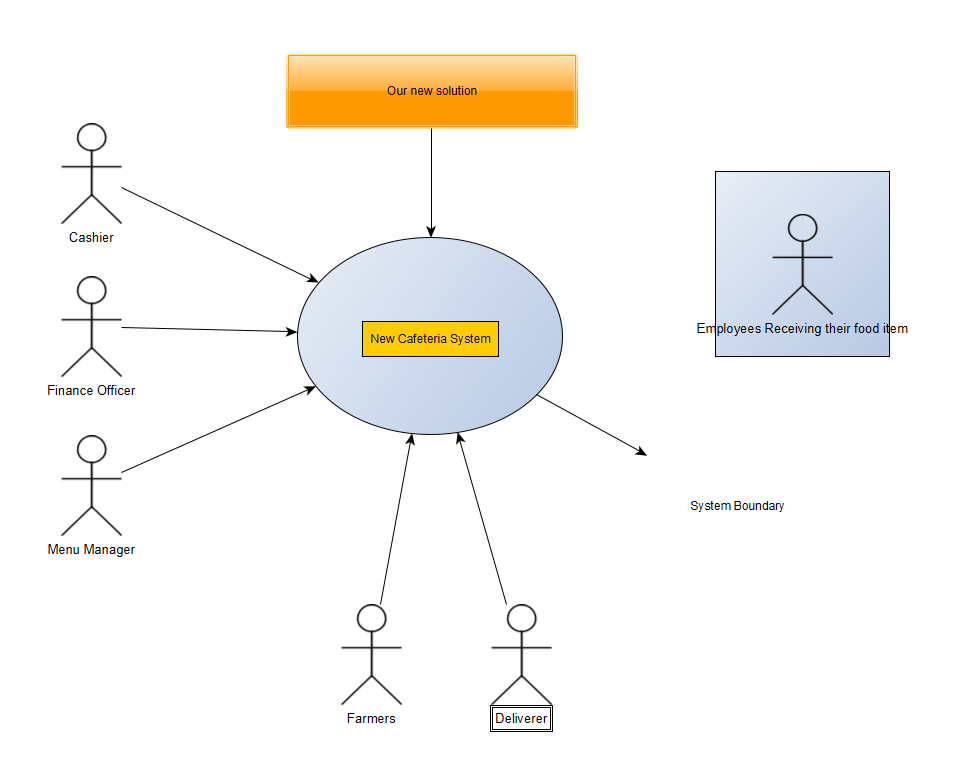 Our new solution
Cashier
New Cafeteria System
Employees Receiving their food item
Finance Officer
Menu Manager
System Boundary
Farmers
Deliverer